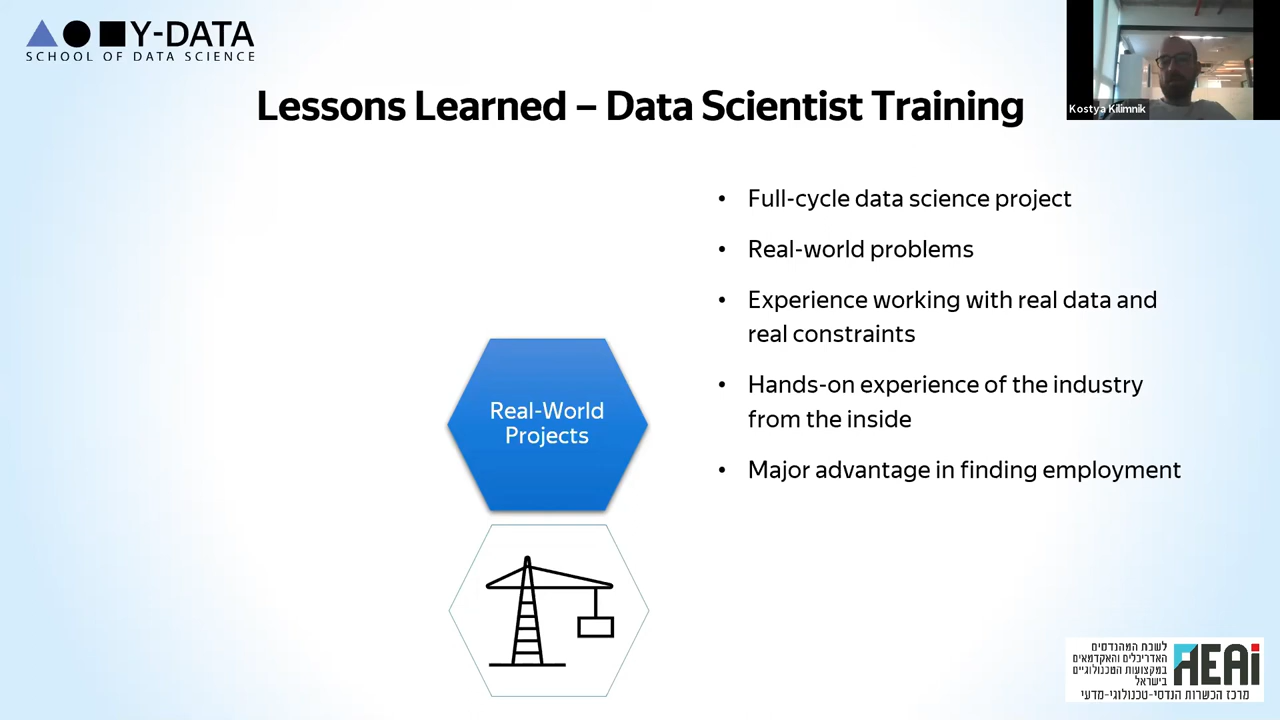 Y-DATA
SCHOOL OF DATA SCIENCE
Kostya Kilimnik
Lessons Learned – Data Scientist Training
• Full-cycle data science project
• Real-world problems
• Experience working with real data and
real constraints
• Hands-on experience of the industry
from the inside
• Major advantage in finding employment
Real-World
Projects
לשכת המהנדסים
האדריכלים והאקדמאים
במקצועות הטכנולוגיים
בישראל
AEAi
מרכז הכשרות הנדסי-טכנולוגי-מדעי